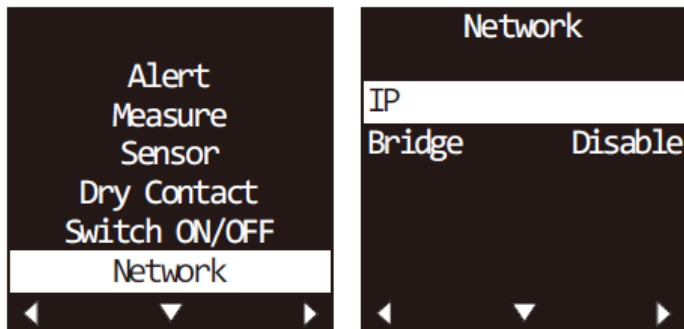 Alert
Measure
Sensor
Dry Contact
Switch ON/OFF
Network
Network
IP
Bridge Disable